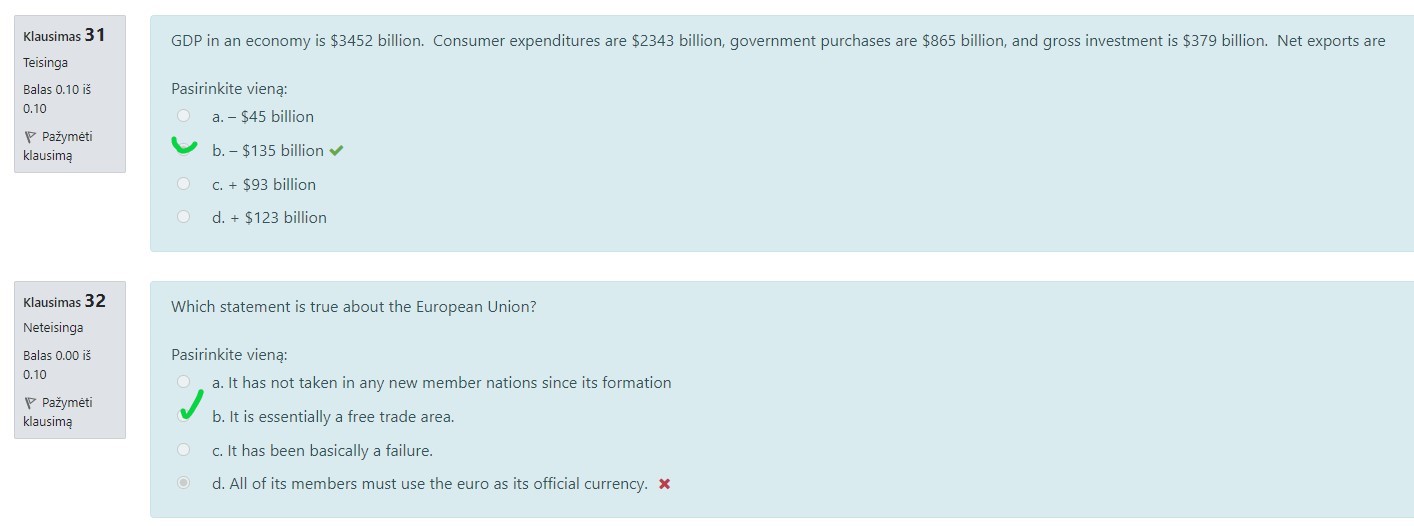 Klausimas 31
Teisinga
Balas 0.10 iš
0.10
Pažymėti
klausimą
GDP in an economy is $3452 billion.  Consumer expenditures are $2343 billion, government purchases are $865 billion, and gross investment is $379 billion.  Net exports are
Pasirinkite vieną:
a. – $45 billion
b. – $135 billion
c. + $93 billion
d. + $123 billion
Klausimas 32
Neteisinga
Balas 0.00 iš
0.10
Pažymėti
klausimą
Which statement is true about the European Union?
Pasirinkite vieną:
a. It has not taken in any new member nations since its formation
b. It is essentially a free trade area.
c. It has been basically a failure.
d. All of its members must use the euro as its official currency.